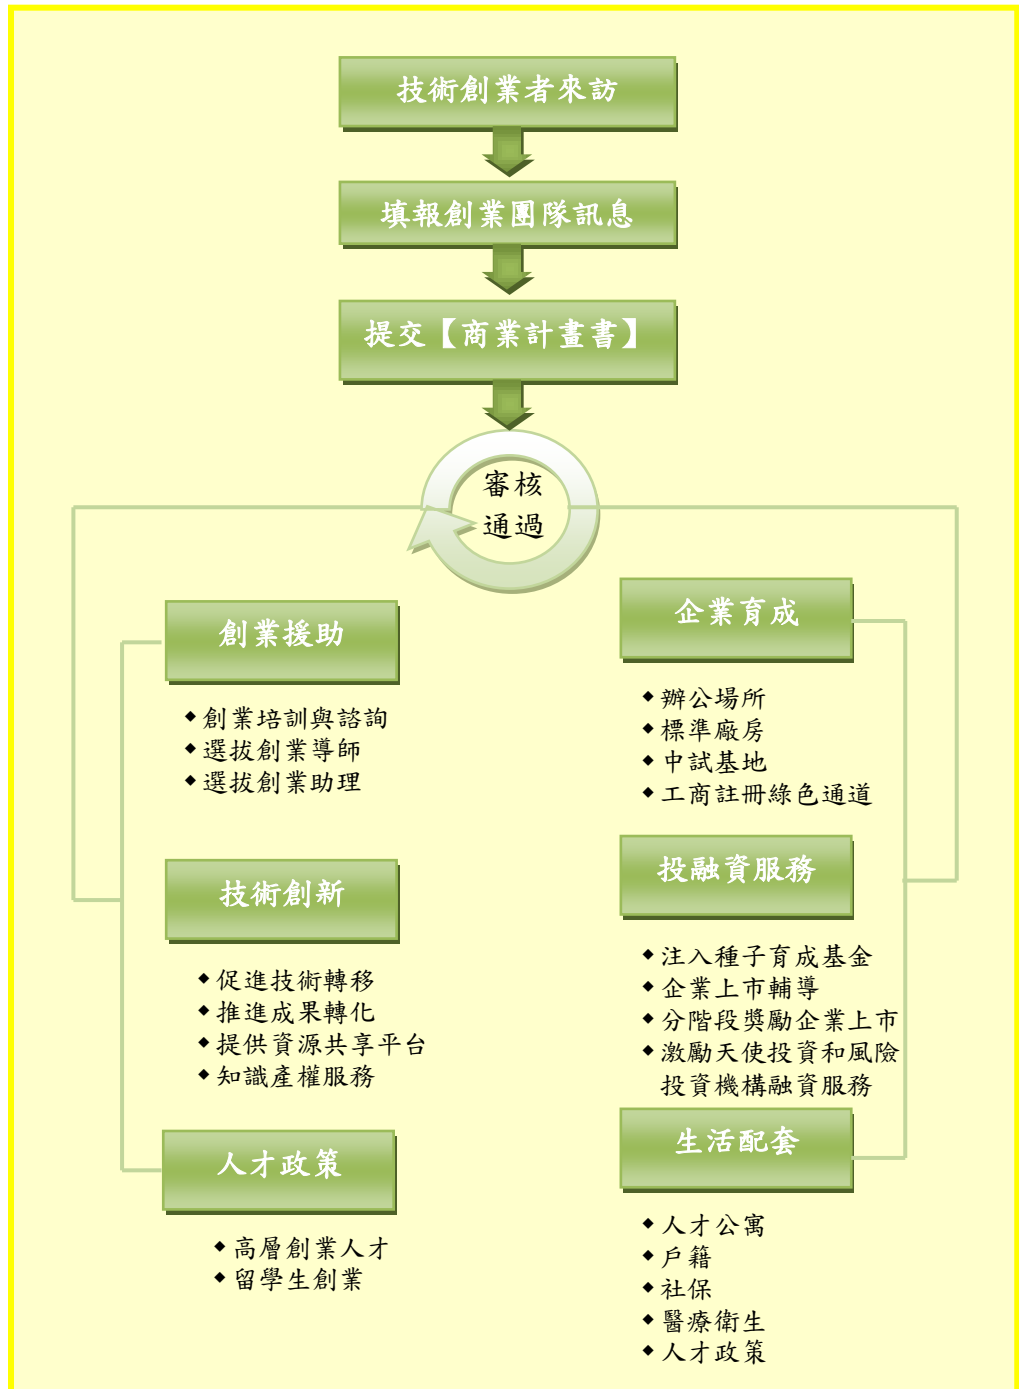 技術創業者來訪
填報創業團隊訊息
提交【商業計畫書】
審核
通過
創業援助
◆創業培訓與諮詢
◆選拔創業導師
◆選拔創業助理
技術創新
◆促進技術轉移
◆推進成果轉化
◆提供資源共享平台
◆知識產權服務
人才政策
◆高層創業人才
◆留學生創業
企業育成
◆辦公場所
◆標準廠房
◆中試基地
◆工商註冊綠色通道
投融資服務
◆注入種子育成基金
◆企業上市輔導
◆分階段獎勵企業上市
◆激勵天使投資和風險
投資機構融資服務
生活配套
◆人才公寓
◆戶籍
◆社保
◆醫療衛生
◆人才政策